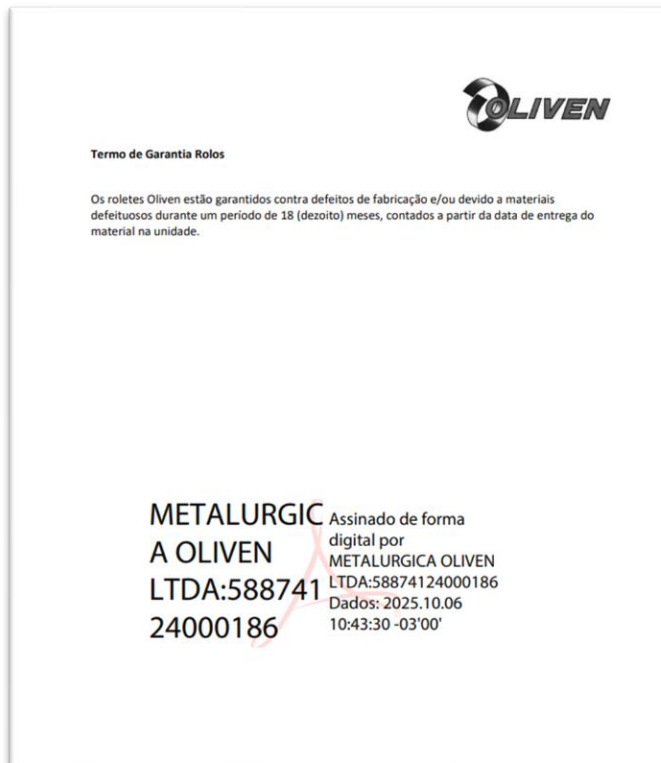 OLIVEN
Termo de Garantia Rolos
Os roletes Oliven estão garantidos contra defeitos de fabricação e/ou devido a materiais
defeituosos durante um período de 18 (dezoito) meses, contados a partir da data de entrega do
material na unidade.
METALURGIC
A OLIVEN
LTDA:588741
24000186
Assinado de forma
digital por
METALURGICA OLIVEN
LTDA:58874124000186
Dados: 2025.10.06
10:43:30 -03'00'